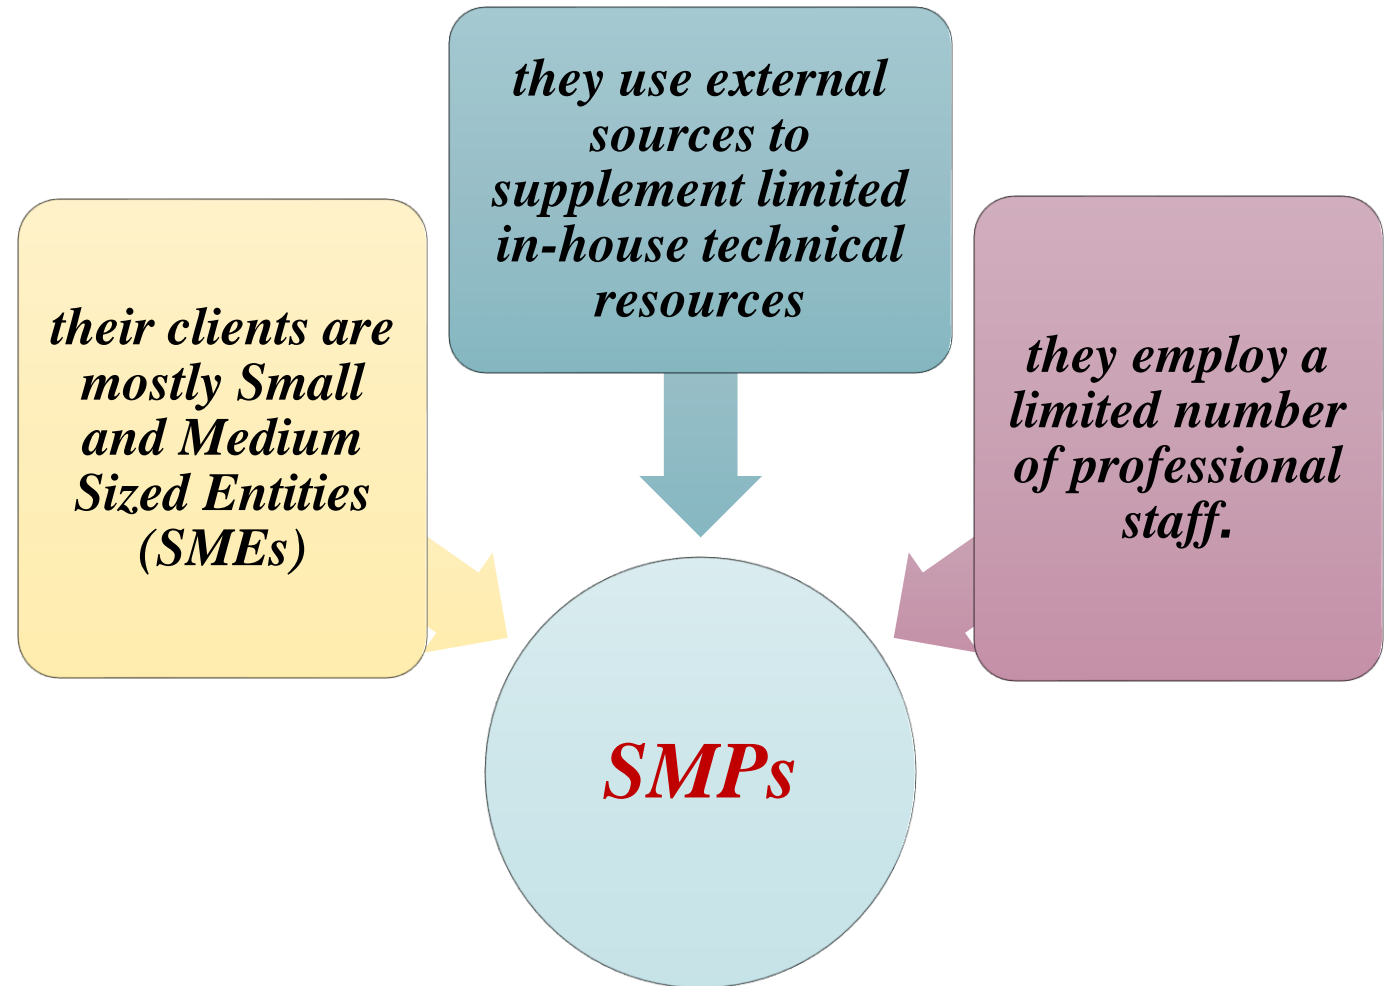 their clients are
mostly Small
and Medium
Sized Entities
(SMEs)
they use external
sources to
supplement limited
in-house technical
resources
they employ a
limited number
of professional
staff.
SMPs